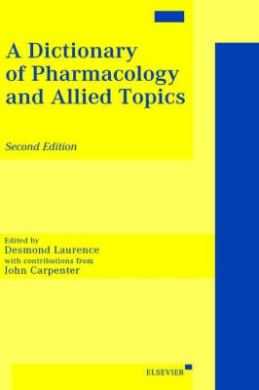 A Dictionary
of Pharmacology
and Allied Topics
Second Edition
Edited by
Desmond Laurence
with contributions from
John Carpenter
ELSEVIER